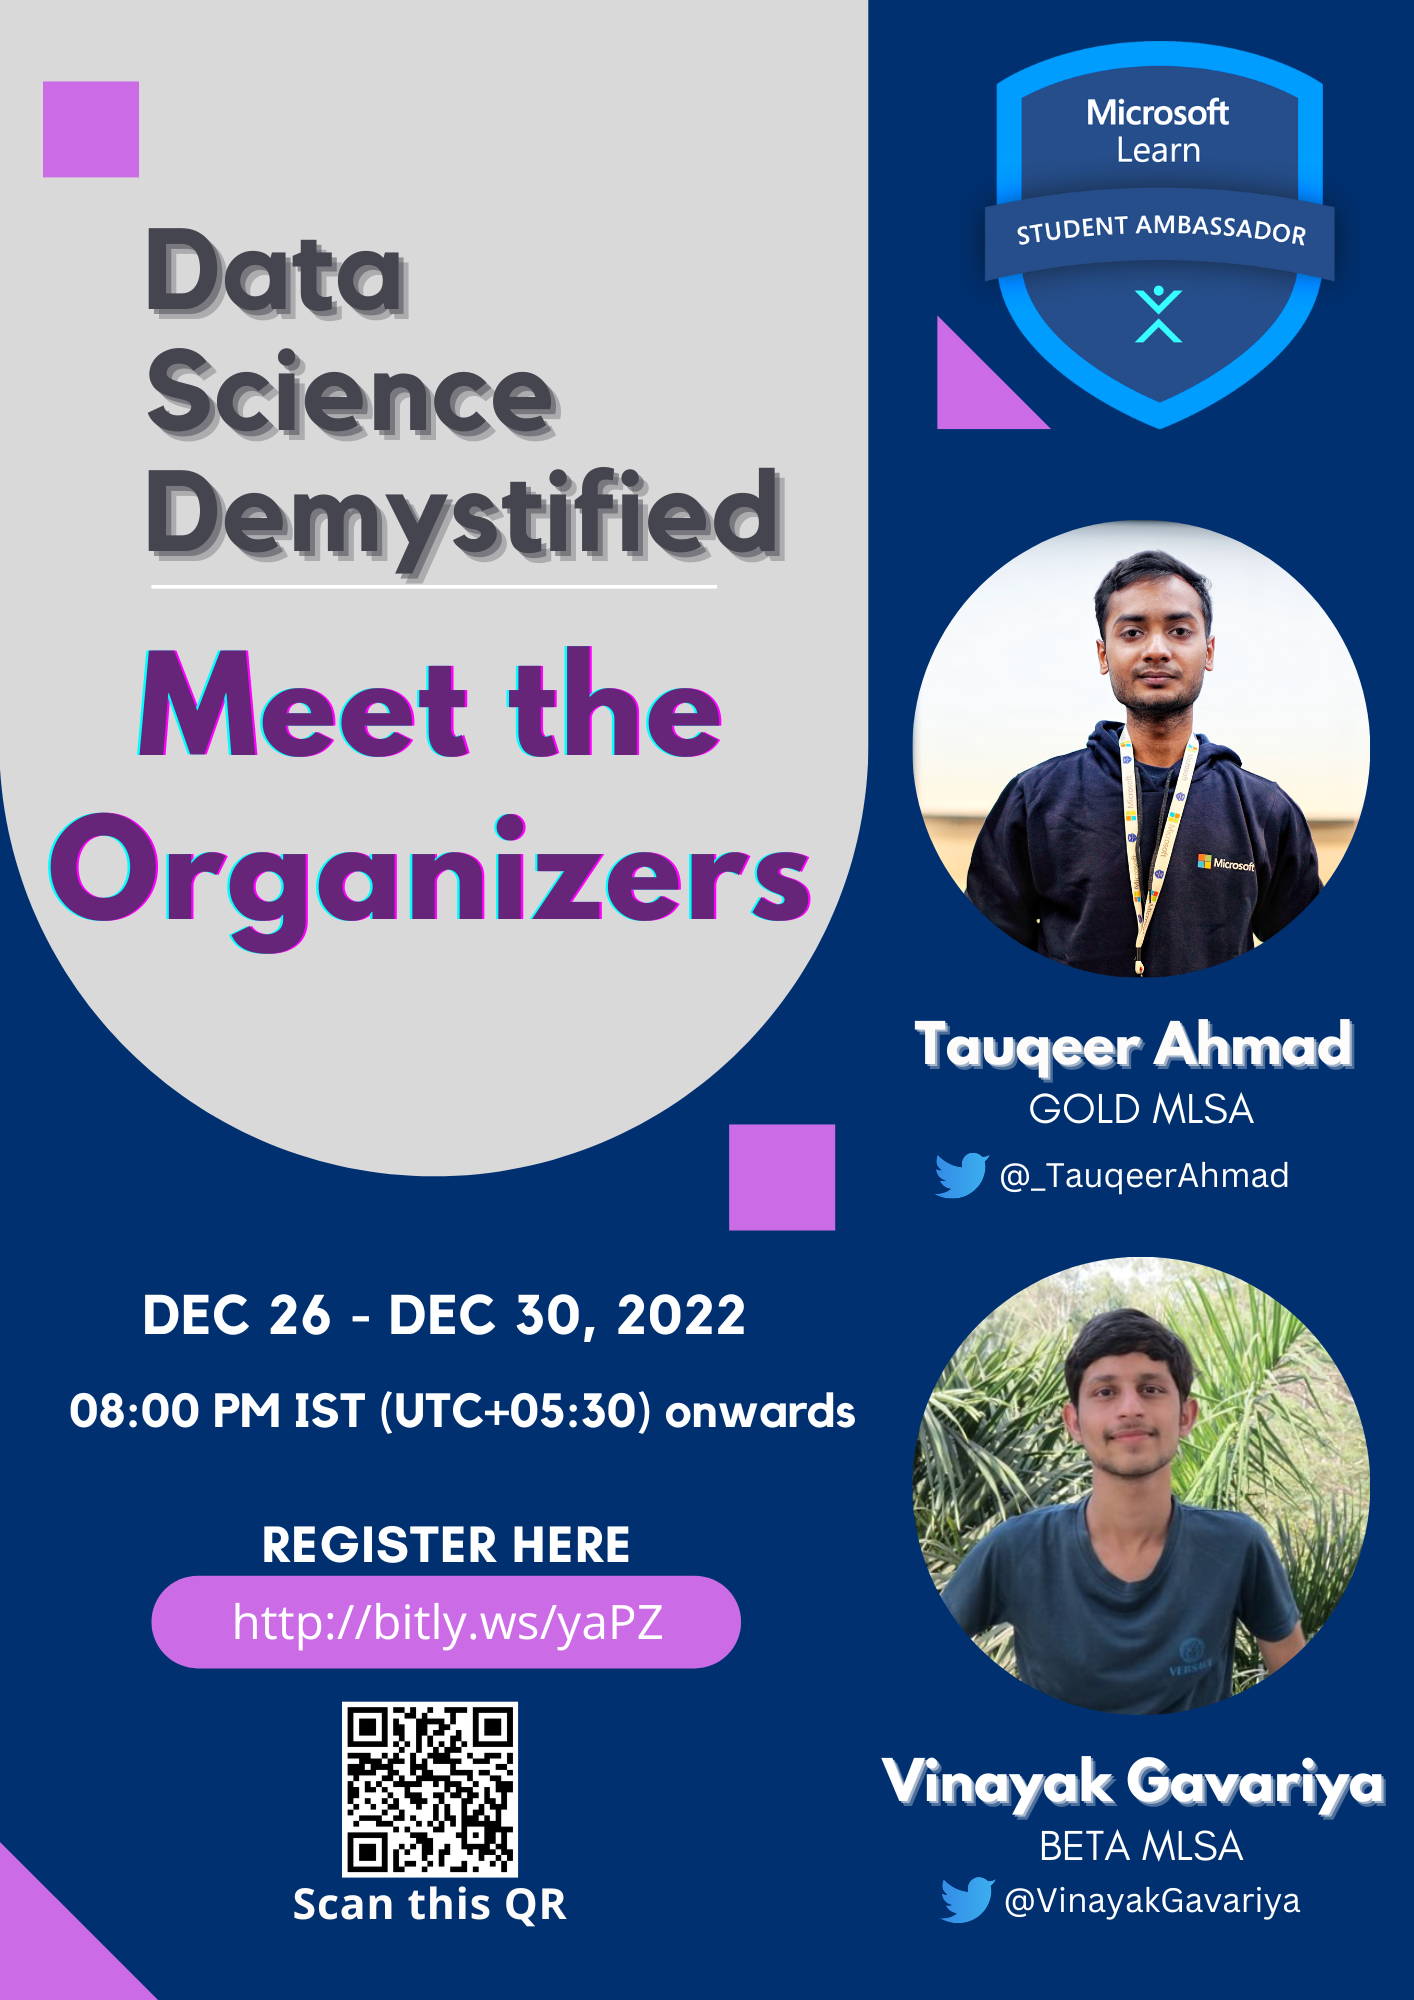 Microsoft
Learn
STUDENT AMBASSADOR
Data
Science
Demystified
Meet the
Organizers
Microsoft
Tauqeer Ahmad
GOLD MLSA
@_TauqeerAhmad
DEC 26 - DEC 30, 2022
08:00 PM IST (UTC+05:30) onwards
REGISTER HERE
http://bitly.ws/yaPZ
Scan this QR
Vinayak Gavariya
BETA MLSA
@VinayakGavariya